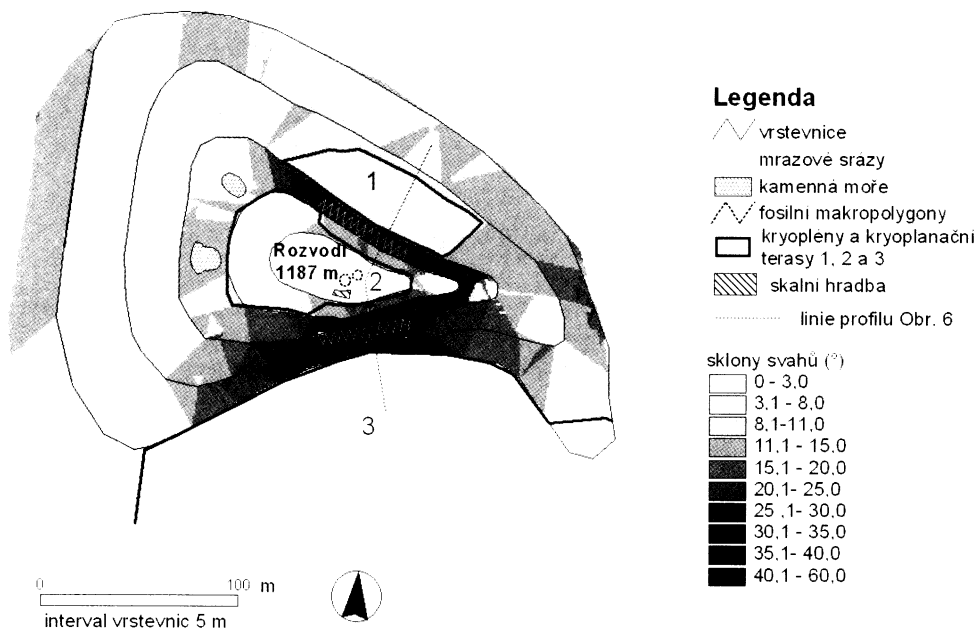 1
Rozvodí
1187 m
2
3
0 100 m
interval vrstevnic 5 m
Legenda
vrstevnice
mrazové srázy
kamenná moře
fosilní makropolygony
kryoplény a kryoplanační
terasy 1, 2 a 3
skalní hradba
linie profilu Obr. 6
sklony svahů (°)
0 - 3,0
3,1 - 8,0
8,1- 11,0
11,1 - 15,0
15,1 - 20,0
20,1- 25,0
25 ,1- 30,0
30,1 - 35,0
35,1- 40,0
40,1 - 60,0